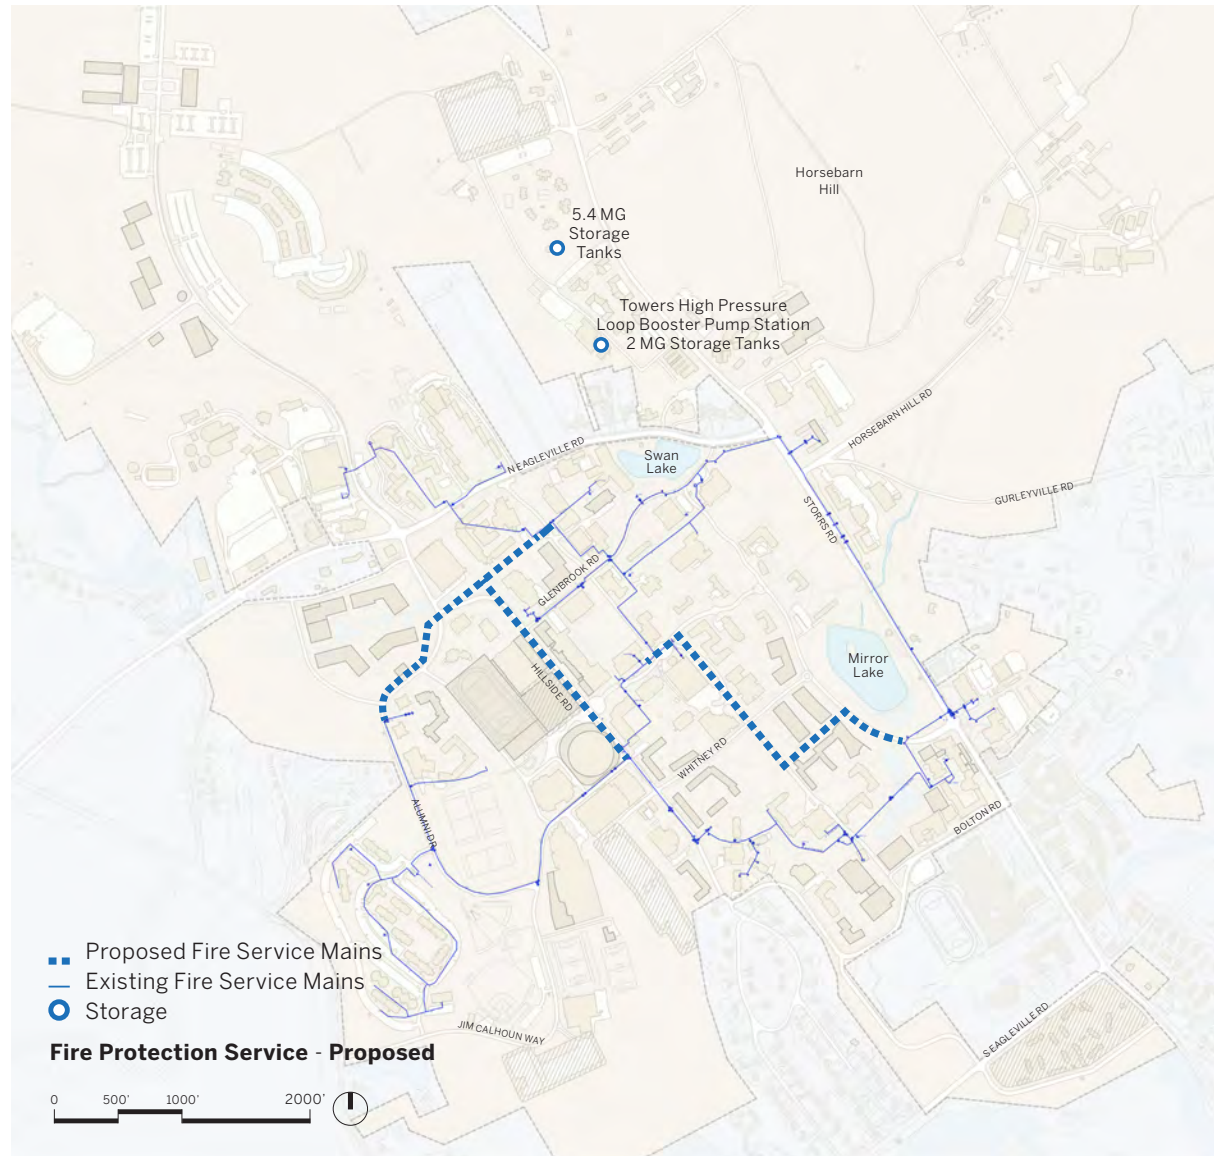 Horsebarn
Hill
5.4 MG
Storage
Tanks
Towers High Pressure
Loop Booster Pump Station
2 MG Storage Tanks
HORSEBARN HILL RD
N EAGLEVILLE RD
Swan
Lake
GURLEYVILLE RD
STORRS RD
GLENBROOK RD
Mirror
Lake
HILLSIDE RD
WHITNEY RD
ALUMNI DR
BOLTON RD
Proposed Fire Service Mains
Existing Fire Service Mains
Storage
JIM CALHOUN WAY
S EAGLEVILLE RD
Fire Protection Service - Proposed
0 500' 1000' 2000'